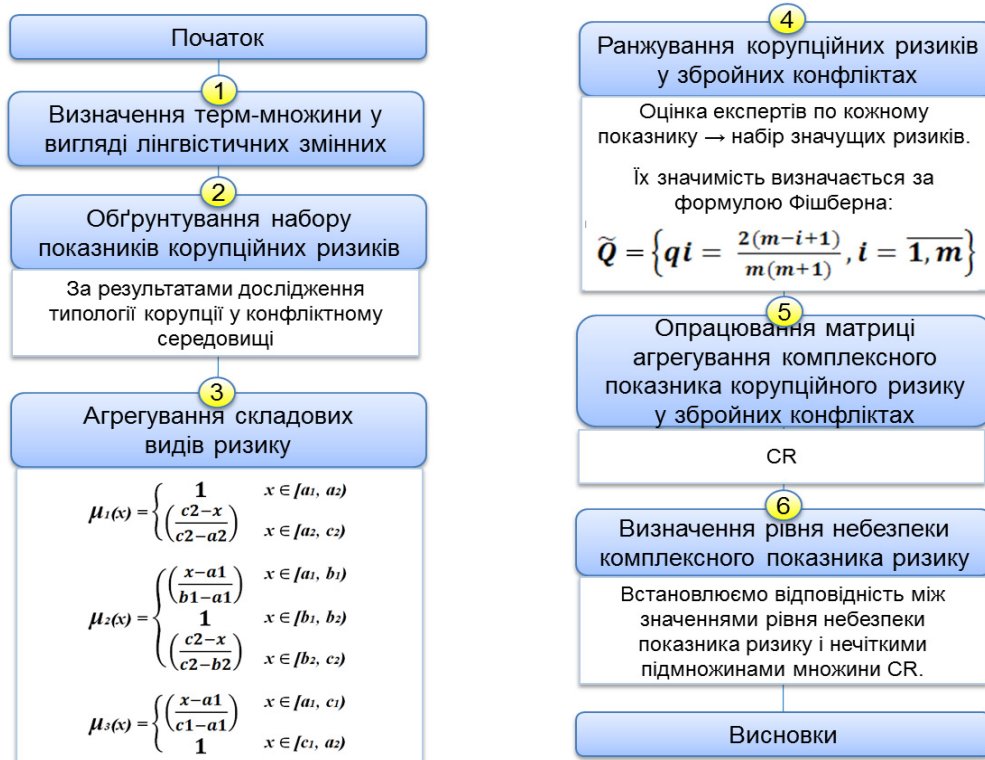 Початок
1
Визначення терм-множини у
вигляді лінгвістичних змінних
2
Обґрунтування набору
показників корупційних ризиків
За результатами дослідження
типології корупції у конфліктному
середовищі
3
Агрегування складових
видів ризику
μ₁(x) = { 1 x ∈ [a₁, a₂)
((c2−x)/(c2−a2)) x ∈ [a₂, c₂)
μ₂(x) = { ((x−a1)/(b1−a1)) x ∈ [a₁, b₁)
1 x ∈ [b₁, b₂)
((c2−x)/(c2−b2)) x ∈ [b₂, c₂)
μ₃(x) = { ((x−a1)/(c1−a1)) x ∈ [a₁, c₁)
1 x ∈ [c₁, a₂)
4
Ранжування корупційних ризиків
у збройних конфліктах
Оцінка експертів по кожному
показнику → набір значущих ризиків.
Їх значимість визначається за
формулою Фішберна:
Q̃ = {qi = 2(m−i+1)/m(m+1), i = 1,m}
5
Опрацювання матриці
агрегування комплексного
показника корупційного ризику
у збройних конфліктах
CR
6
Визначення рівня небезпеки
комплексного показника ризику
Встановлюємо відповідність між
значеннями рівня небезпеки
показника ризику і нечіткими
підмножинами множини CR.
Висновки